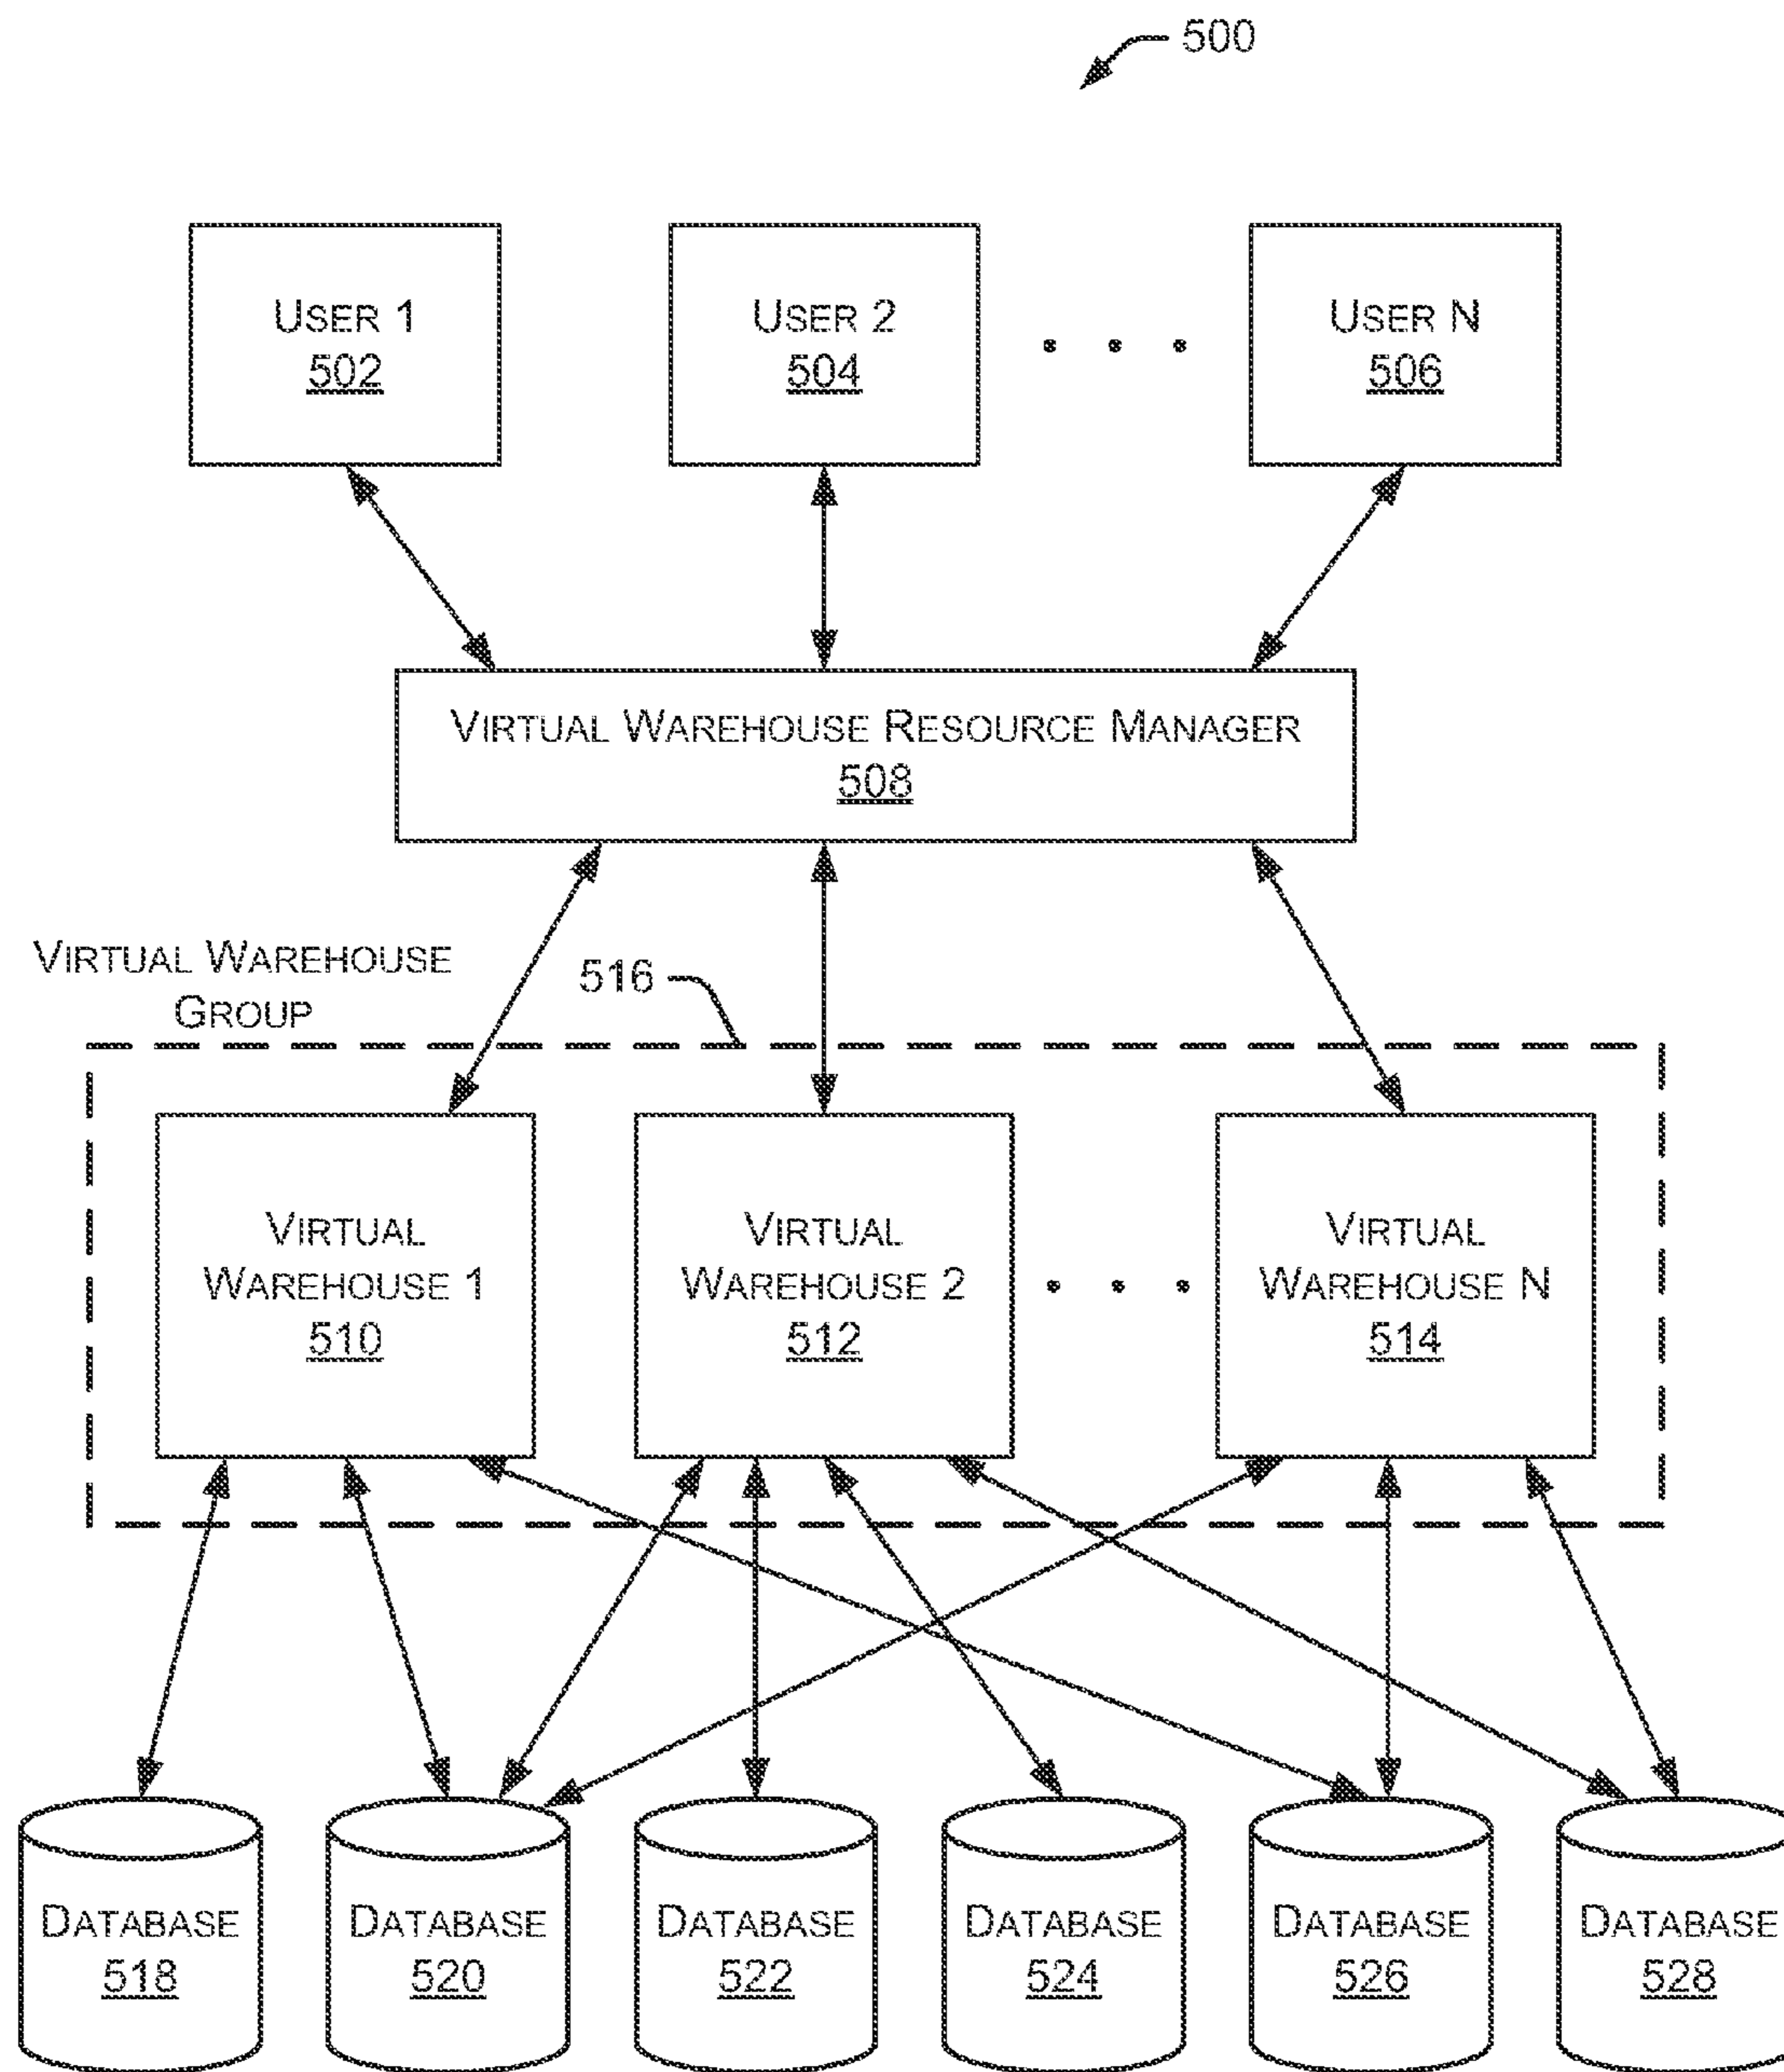 500
USER 1
502
USER 2
504
. . .
USER N
506
VIRTUAL WAREHOUSE RESOURCE MANAGER
508
VIRTUAL WAREHOUSE
GROUP
516
VIRTUAL
WAREHOUSE 1
510
VIRTUAL
WAREHOUSE 2
512
. . .
VIRTUAL
WAREHOUSE N
514
DATABASE
518
DATABASE
520
DATABASE
522
DATABASE
524
DATABASE
526
DATABASE
528